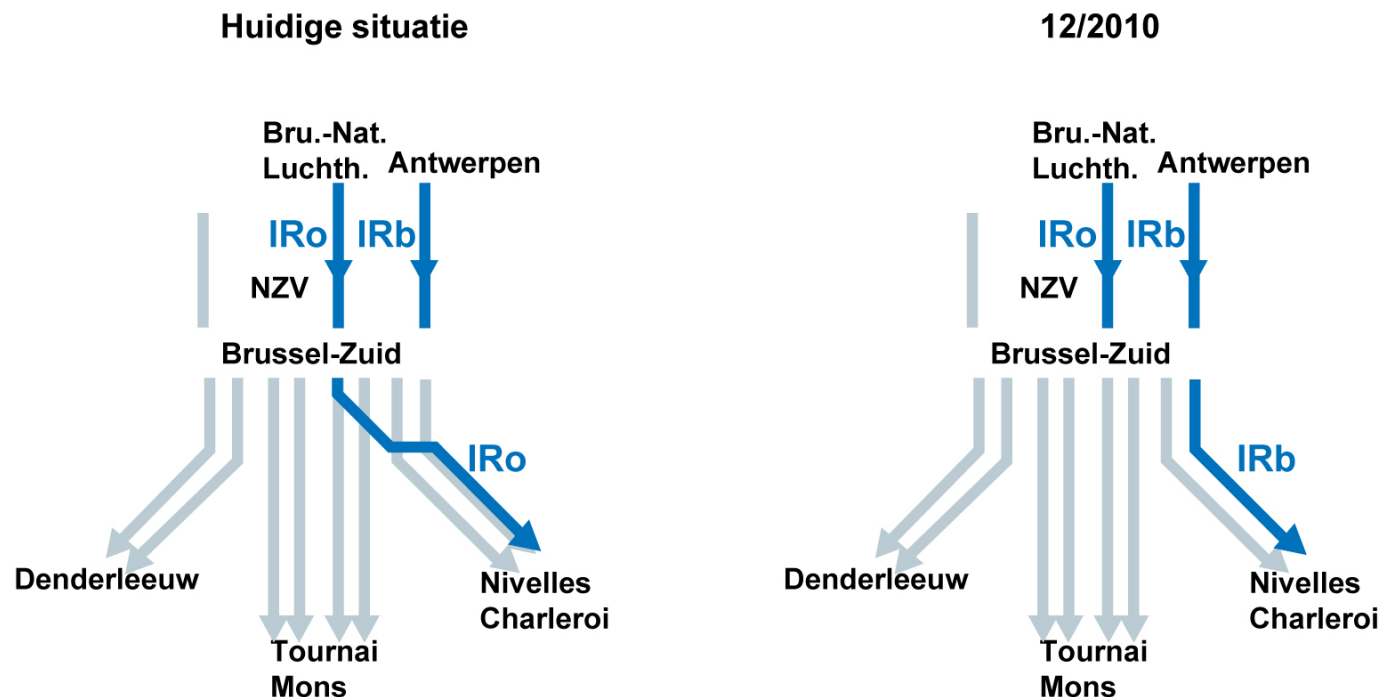 Huidige situatie
Bru.-Nat.
Luchth.
Antwerpen
IRo
IRb
NZV
Brussel-Zuid
IRo
Denderleeuw
Nivelles
Charleroi
Tournai
Mons
12/2010
Bru.-Nat.
Luchth.
Antwerpen
IRo
IRb
NZV
Brussel-Zuid
IRb
Denderleeuw
Nivelles
Charleroi
Tournai
Mons